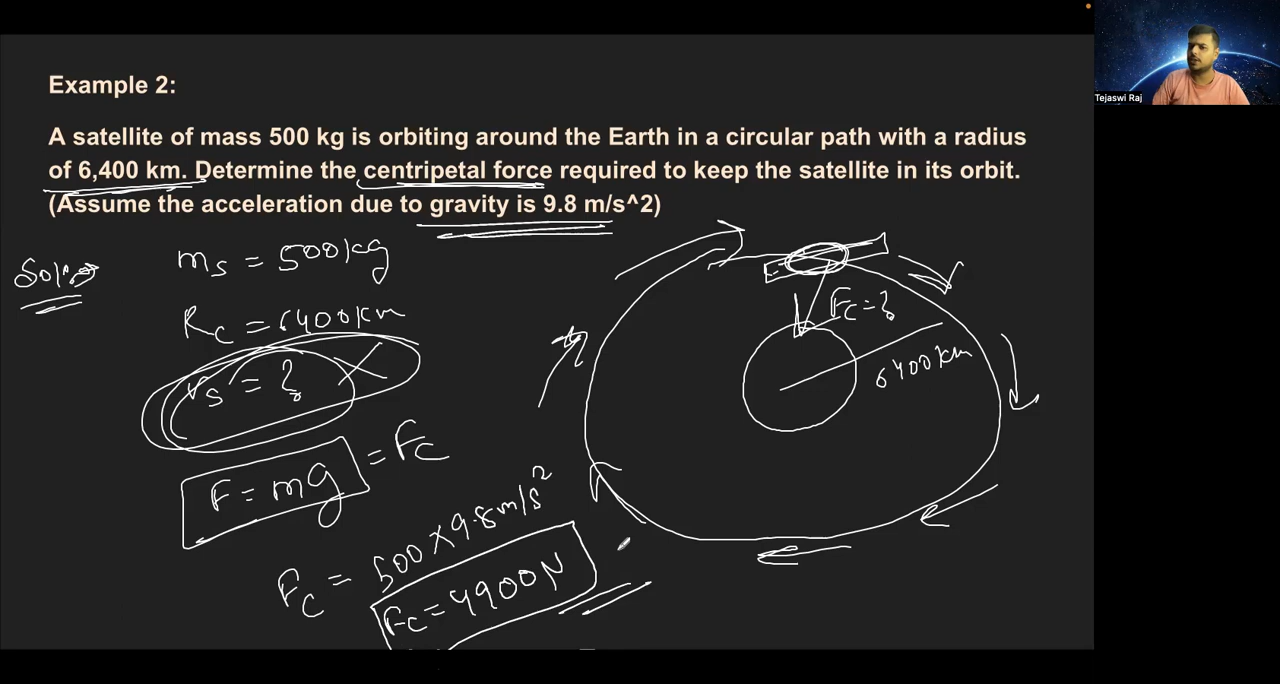 Example 2:
A satellite of mass 500 kg is orbiting around the Earth in a circular path with a radius
of 6,400 km. Determine the centripetal force required to keep the satellite in its orbit.
(Assume the acceleration due to gravity is 9.8 m/s^2)
Tejaswi Raj
ms = 500kg
Rc = 6400km
vs = ?
F = mg = Fc
Fc = 500 × 9.8 m/s²
Fc = 4900N
Fc = ?
6400km